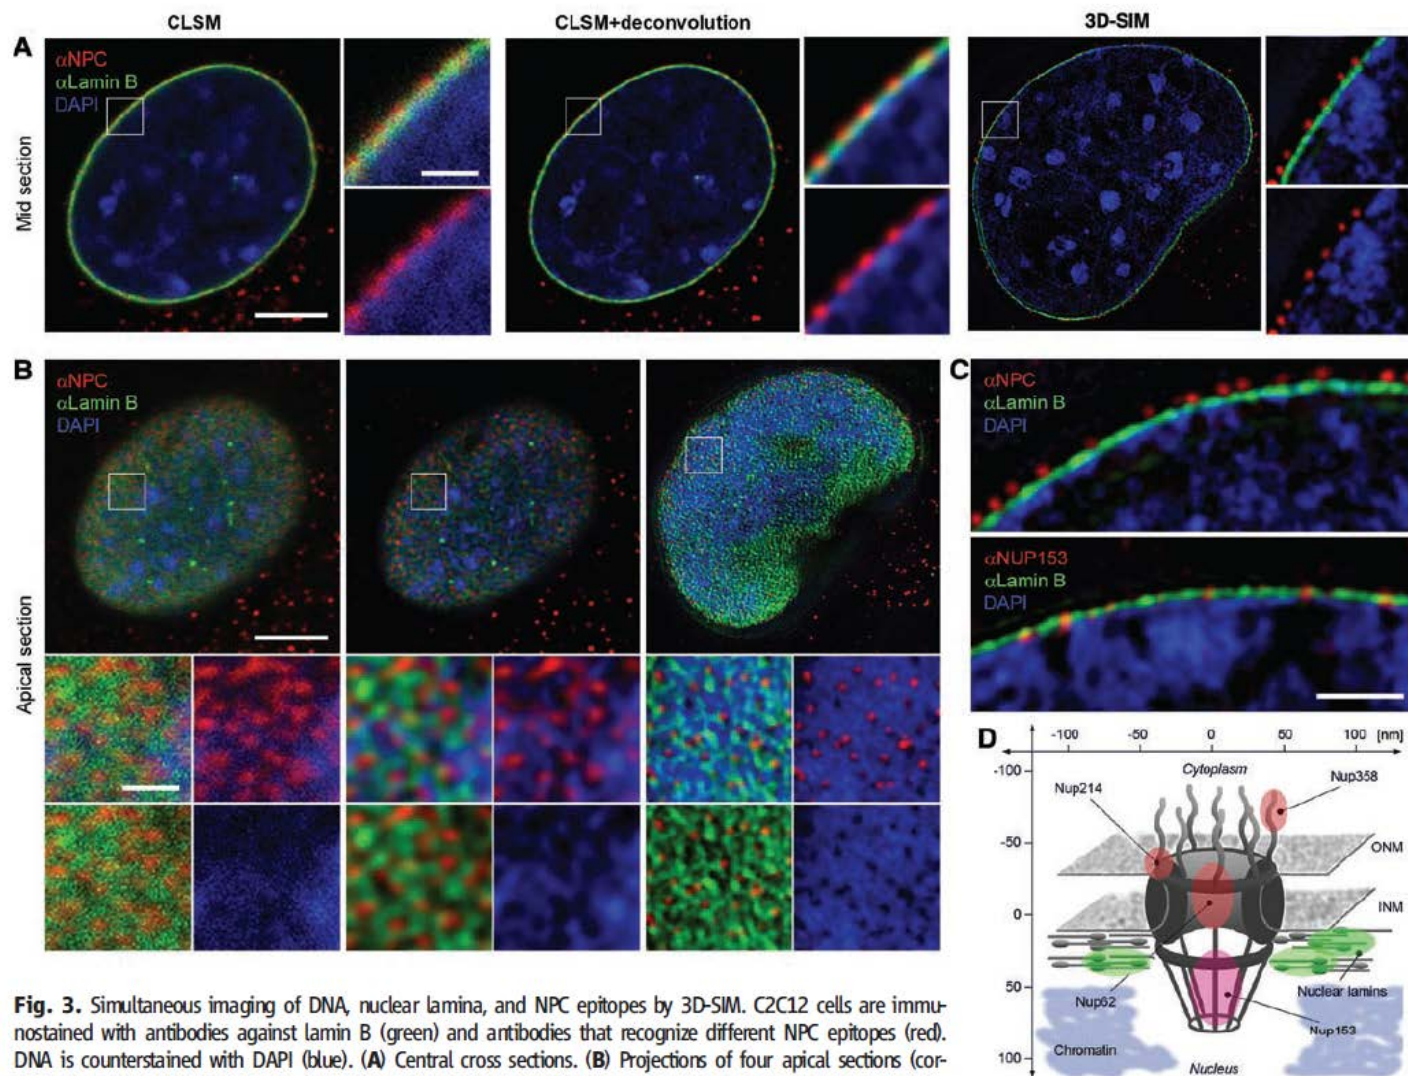 CLSM
CLSM+deconvolution
3D-SIM
A
αNPC
αLamin B
DAPI
Mid section
B
αNPC
αLamin B
DAPI
Apical section
C
αNPC
αLamin B
DAPI
αNUP153
αLamin B
DAPI
D
-100 -50 0 50 100 [nm]
-100
-50
0
50
100
Cytoplasm
Nup358
Nup214
ONM
INM
Nup62
Nuclear lamins
Nup153
Chromatin
Nucleus
Fig. 3. Simultaneous imaging of DNA, nuclear lamina, and NPC epitopes by 3D-SIM. C2C12 cells are immu-
nostained with antibodies against lamin B (green) and antibodies that recognize different NPC epitopes (red).
DNA is counterstained with DAPI (blue). (A) Central cross sections. (B) Projections of four apical sections (cor-